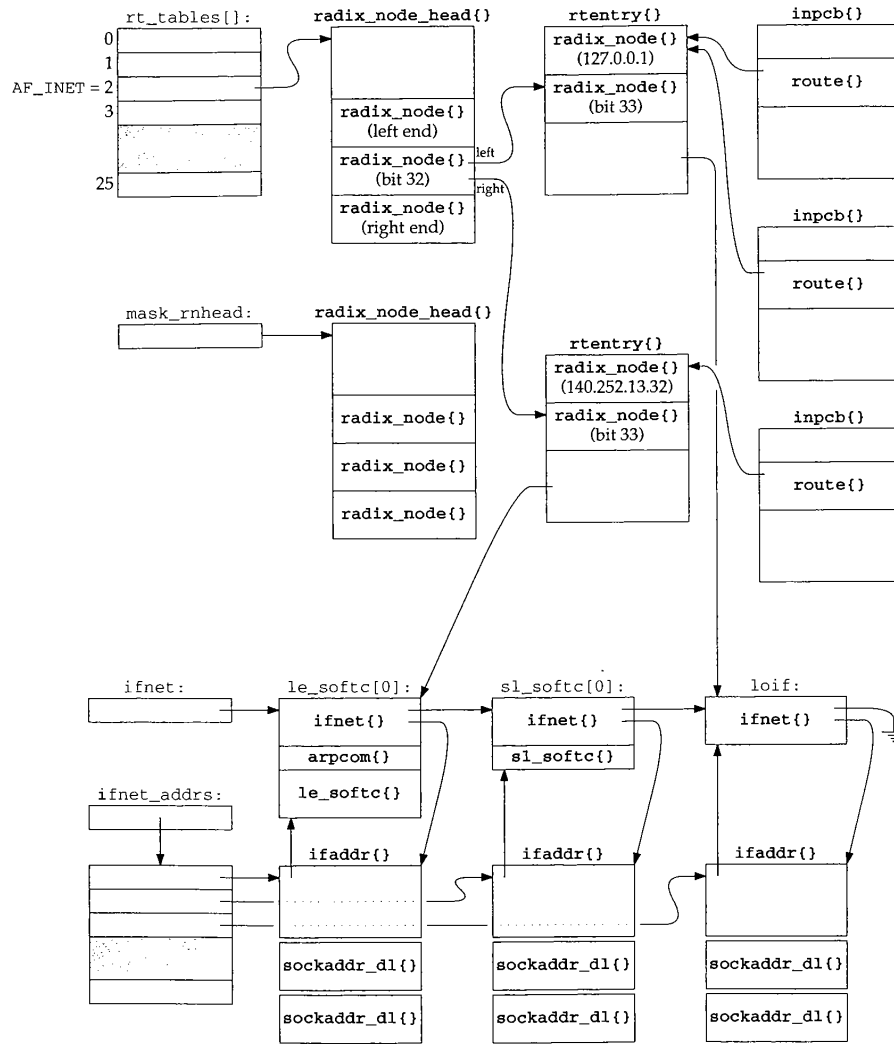 rt_tables[]:
0
1
AF_INET = 2
3
25
radix_node_head{}
radix_node{}
(left end)
radix_node{}
(bit 32)
radix_node{}
(right end)
left
right
rtentry{}
radix_node{}
(127.0.0.1)
radix_node{}
(bit 33)
inpcb{}
route{}
inpcb{}
route{}
mask_rnhead:
radix_node_head{}
radix_node{}
radix_node{}
radix_node{}
rtentry{}
radix_node{}
(140.252.13.32)
radix_node{}
(bit 33)
inpcb{}
route{}
ifnet:
le_softc[0]:
ifnet{}
arpcom{}
le_softc{}
sl_softc[0]:
ifnet{}
sl_softc{}
loif:
ifnet{}
ifnet_addrs:
ifaddr{}
sockaddr_dl{}
sockaddr_dl{}
ifaddr{}
sockaddr_dl{}
sockaddr_dl{}
ifaddr{}
sockaddr_dl{}
sockaddr_dl{}